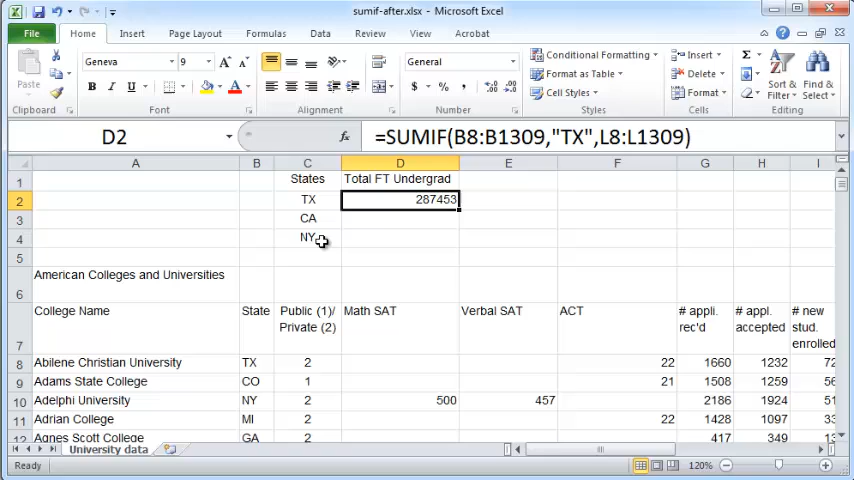 sumif-after.xlsx - Microsoft Excel
File Home Insert Page Layout Formulas Data Review View Acrobat
Paste
Clipboard
Geneva 9 A A
B I U A
Font
Alignment
General
$ % ,
Number
Conditional Formatting
Format as Table
Cell Styles
Styles
Insert
Delete
Format
Cells
Σ
Sort & Filter
Find & Select
Editing
D2 fx =SUMIF(B8:B1309,"TX",L8:L1309)
A B C D E F G H I
1 States Total FT Undergrad
2 TX 287453
3 CA
4 NY
5
6 American Colleges and Universities
7 College Name State Public (1)/ Private (2) Math SAT Verbal SAT ACT # appli. rec'd # appl. accepted # new stud. enrolled
8 Abilene Christian University TX 2 22 1660 1232 72
9 Adams State College CO 1 21 1508 1259 56
10 Adelphi University NY 2 500 457 2186 1924 51
11 Adrian College MI 2 22 1428 1097 33
12 Agnes Scott College GA 2 417 349 13
University data
Ready 120%